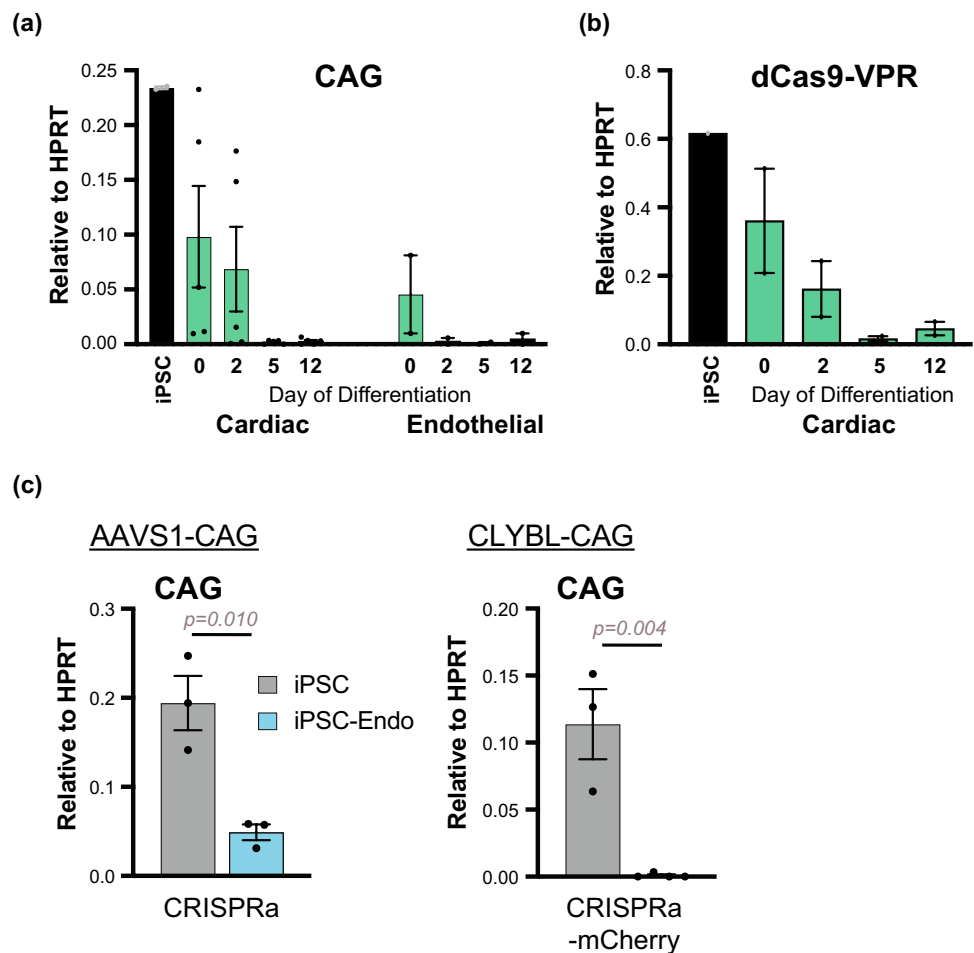 (a)
CAG
Relative to HPRT
0.25
0.20
0.15
0.10
0.05
0.00
iPSC
0 2 5 12 0 2 5 12
Day of Differentiation
Cardiac Endothelial
(b)
dCas9-VPR
Relative to HPRT
0.8
0.6
0.4
0.2
0.0
iPSC
0 2 5 12
Day of Differentiation
Cardiac
(c)
AAVS1-CAG
CAG
p=0.010
Relative to HPRT
0.3
0.2
0.1
0.0
iPSC
iPSC-Endo
CRISPRa
CLYBL-CAG
CAG
p=0.004
Relative to HPRT
0.20
0.15
0.10
0.05
0.00
CRISPRa
-mCherry